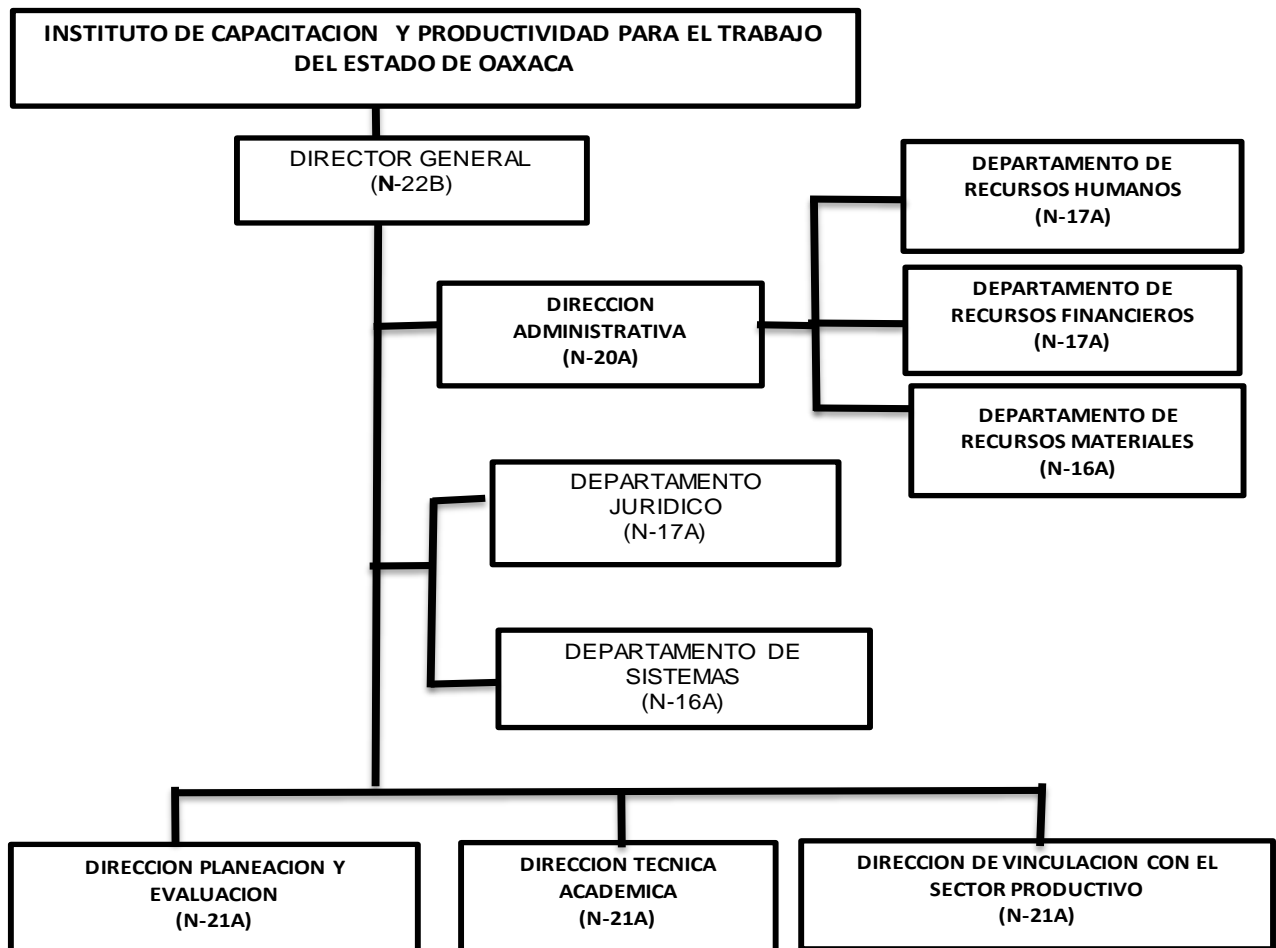 INSTITUTO DE CAPACITACION Y PRODUCTIVIDAD PARA EL TRABAJO
DEL ESTADO DE OAXACA
DIRECTOR GENERAL
(N-22B)
DEPARTAMENTO DE
RECURSOS HUMANOS
(N-17A)
DIRECCION
ADMINISTRATIVA
(N-20A)
DEPARTAMENTO DE
RECURSOS FINANCIEROS
(N-17A)
DEPARTAMENTO DE
RECURSOS MATERIALES
(N-16A)
DEPARTAMENTO
JURIDICO
(N-17A)
DEPARTAMENTO DE
SISTEMAS
(N-16A)
DIRECCION PLANEACION Y
EVALUACION
(N-21A)
DIRECCION TECNICA
ACADEMICA
(N-21A)
DIRECCION DE VINCULACION CON EL
SECTOR PRODUCTIVO
(N-21A)